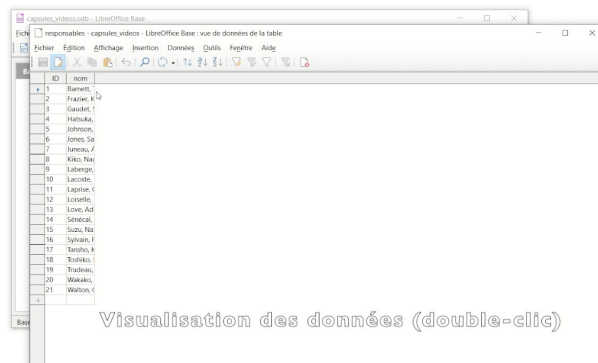 capsules_videos.odb - LibreOffice Base
responsables - capsules_videos - LibreOffice Base : vue de données de la table
Fichier Édition Affichage Insertion Données Outils Fenêtre Aide
ID nom
1 Barnett,
2 Frazier, K
3 Gaudet,
4 Hatsuka,
5 Johnson,
6 Jones, Sa
7 Juneau, A
8 Kiko, Na
9 Laberge,
10 Lacoste,
11 Laprise,
12 Loiselle,
13 Love, Ad
14 Sénécal,
15 Suzu, Na
16 Sylvain, F
17 Tansho, K
18 Toshiko,
19 Trudeau,
20 Wakako,
21 Walton,
Base
Visualisation des données (double-clic)